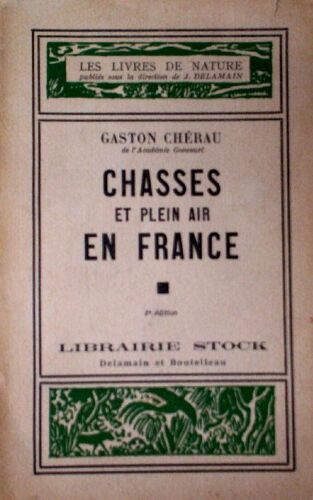 LES LIVRES DE NATURE
publiés sous la direction de J. DELAMAIN
GASTON CHÉRAU
de l'Académie Goncourt.
CHASSES
ET PLEIN AIR
EN FRANCE
édition
LIBRAIRIE STOCK
Delamain et Boutelleau